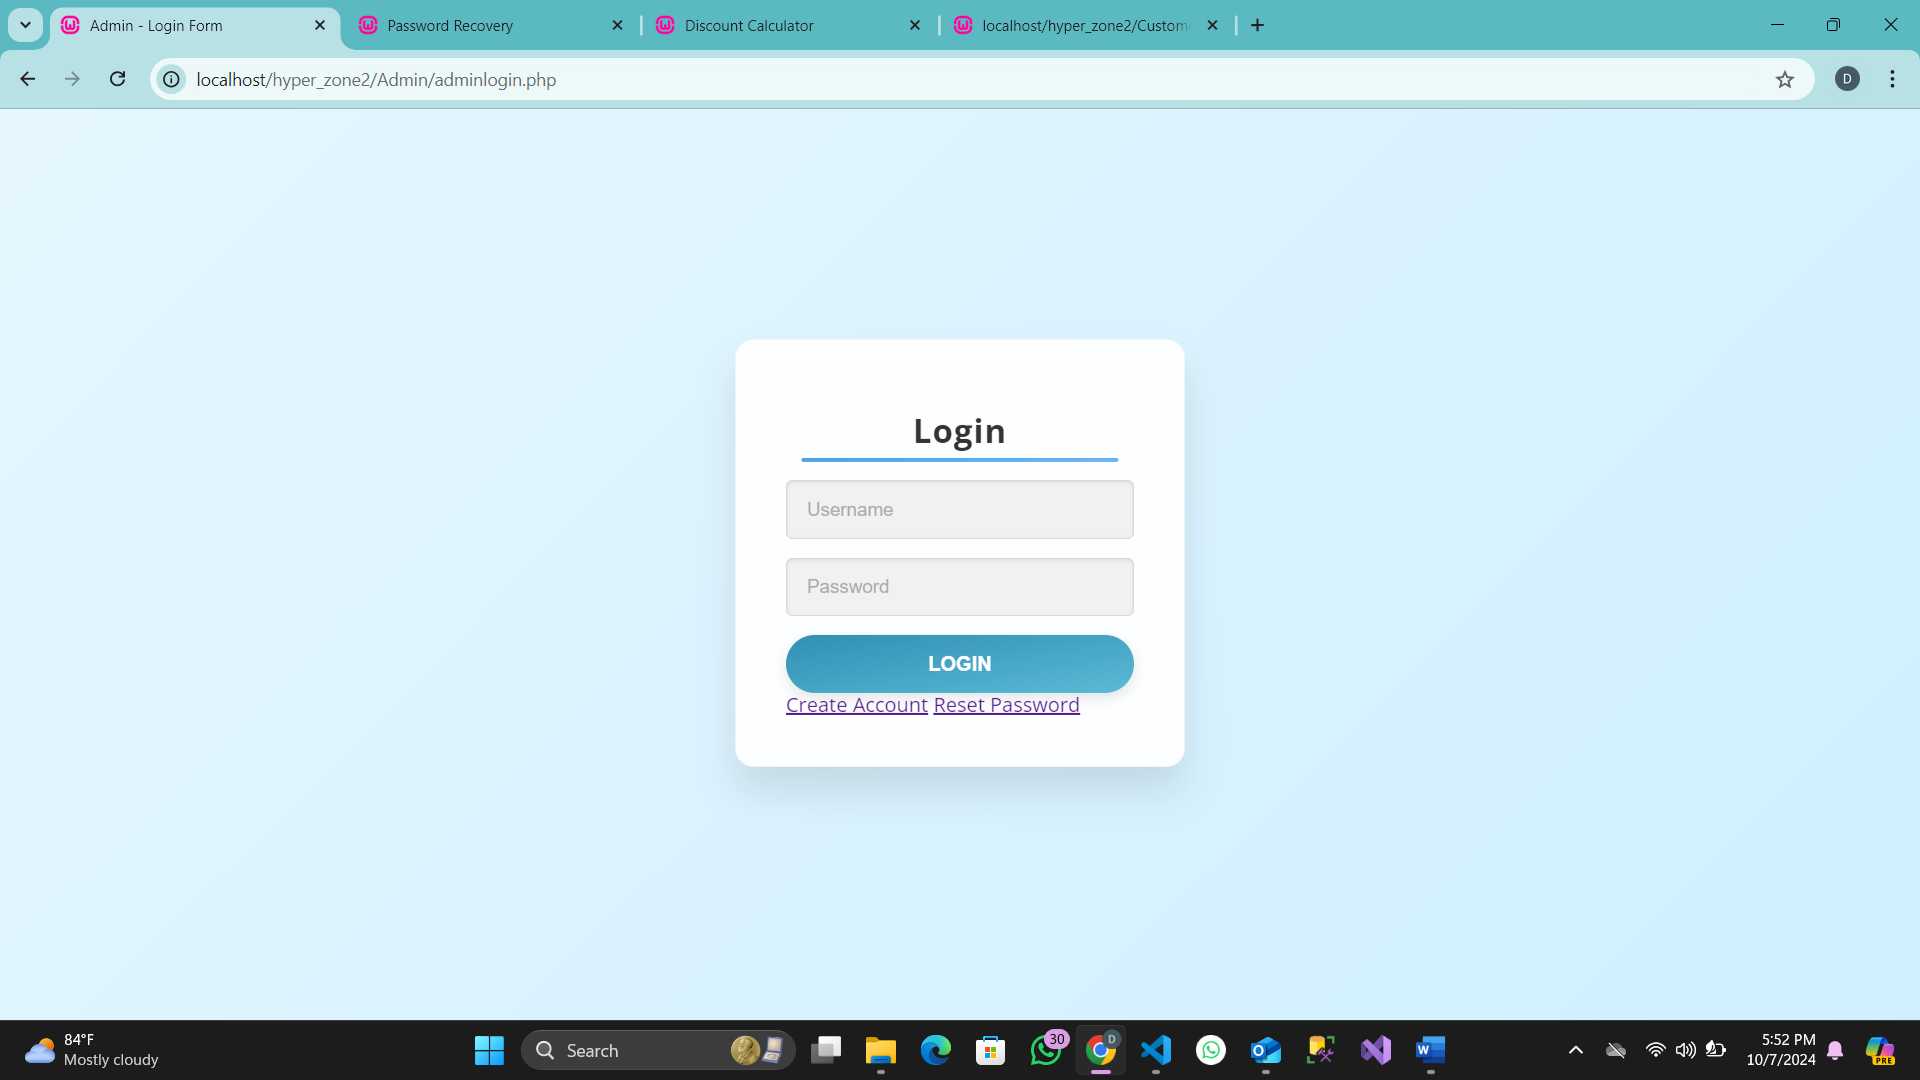 Admin - Login Form
Password Recovery
Discount Calculator
localhost/hyper_zone2/Custom
localhost/hyper_zone2/Admin/adminlogin.php
D
Login
Username
Password
LOGIN
Create Account Reset Password
84°F
Mostly cloudy
Search
30
D
W
5:52 PM
10/7/2024
PRE